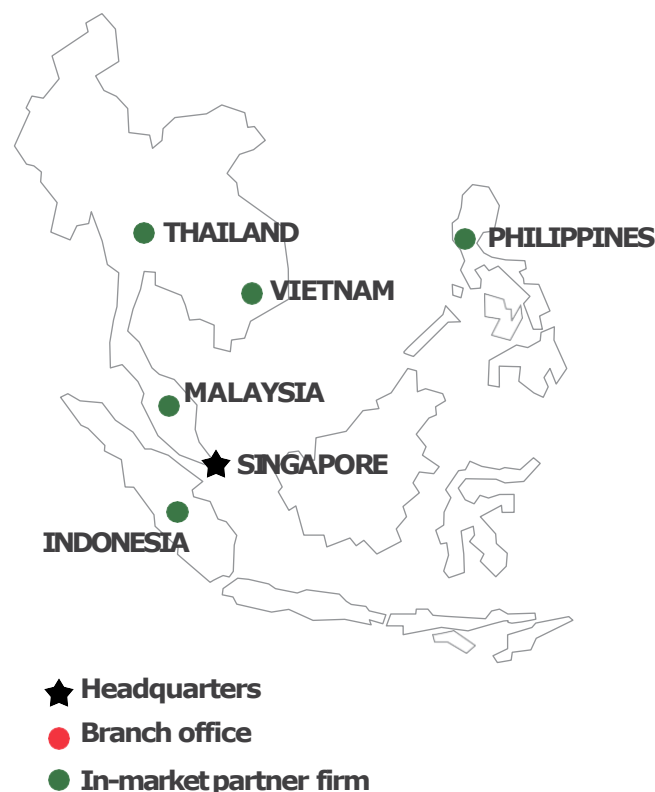 THAILAND
PHILIPPINES
VIETNAM
MALAYSIA
SINGAPORE
INDONESIA
Headquarters
Branch office
In-market partner firm